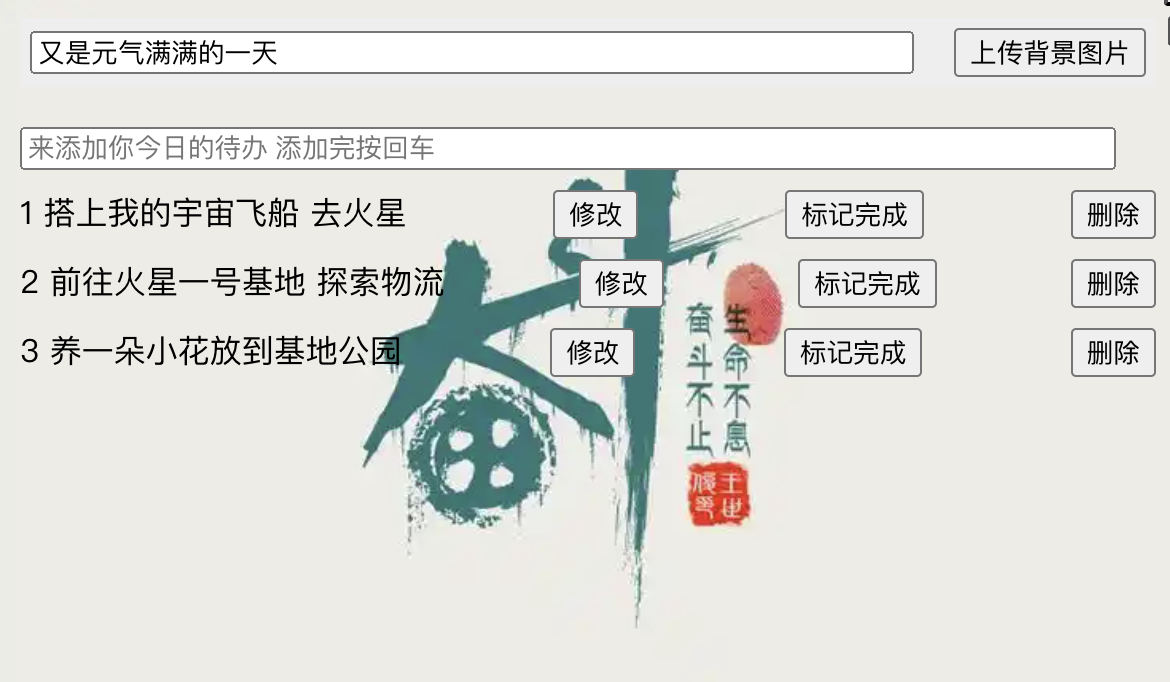 又是元气满满的一天 上传背景图片
来添加你今日的待办 添加完按回车
1 搭上我的宇宙飞船 去火星 修改 标记完成 删除
2 前往火星一号基地 探索物流 修改 标记完成 删除
3 养一朵小花放到基地公园 修改 标记完成 删除
奋斗
生命不息
奋斗不止